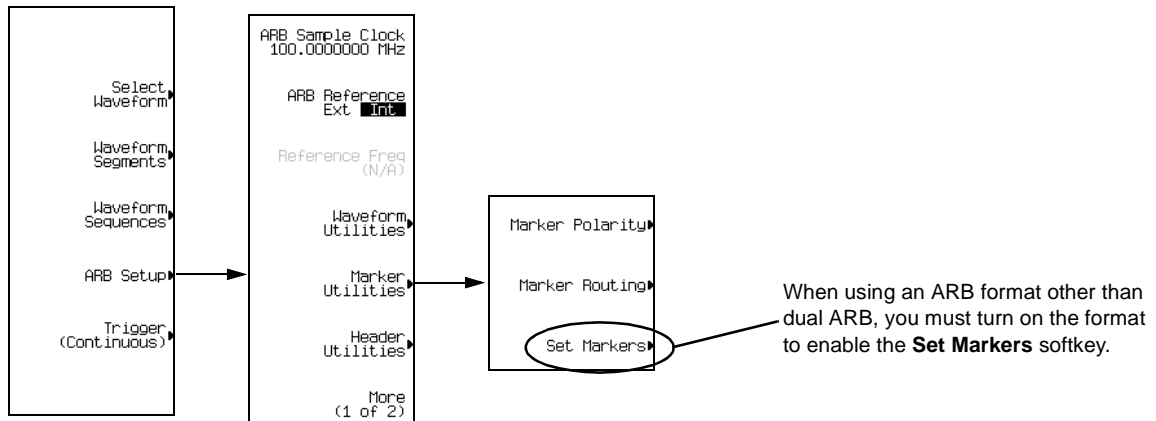 Select
Waveform
Waveform
Segments
Waveform
Sequences
ARB Setup
Trigger
(Continuous)
ARB Sample Clock
100.0000000 MHz
ARB Reference
Ext Int
Reference Freq
(N/A)
Waveform
Utilities
Marker
Utilities
Header
Utilities
More
(1 of 2)
Marker Polarity
Marker Routing
Set Markers
When using an ARB format other than
dual ARB, you must turn on the format
to enable the Set Markers softkey.